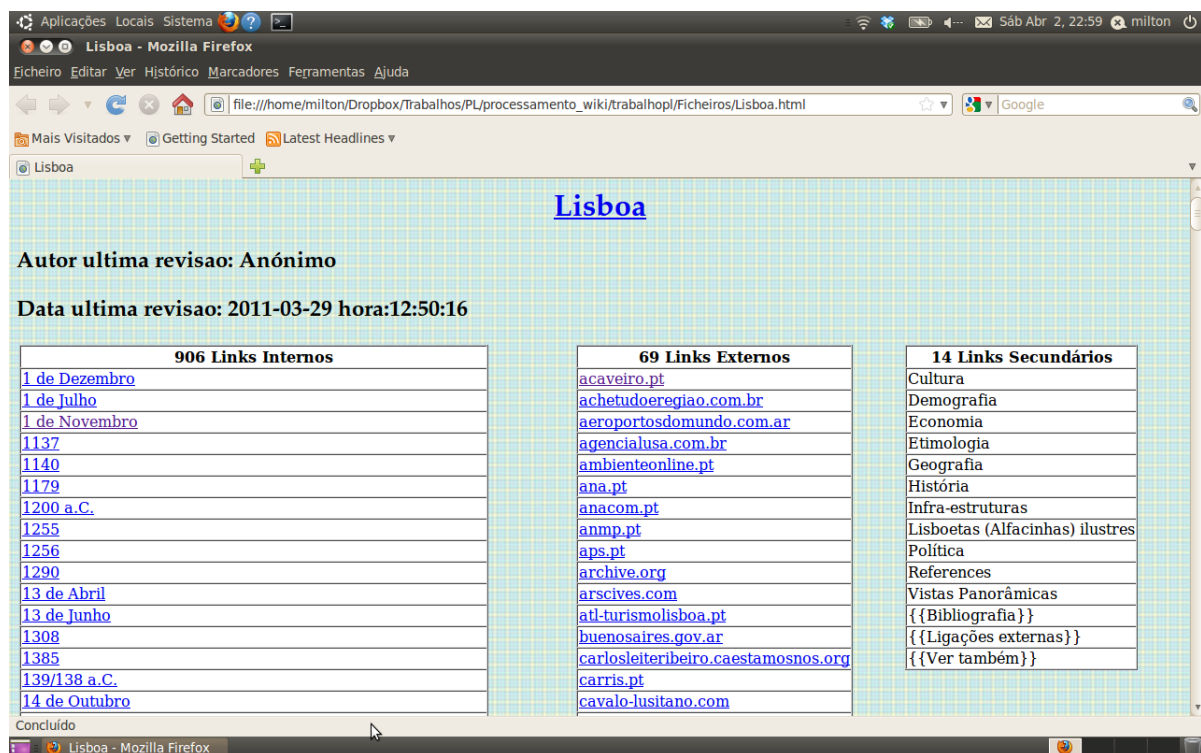 Aplicações Locais Sistema
Sáb Abr 2, 22:59 milton
Lisboa - Mozilla Firefox
Ficheiro Editar Ver Histórico Marcadores Ferramentas Ajuda
file:///home/milton/Dropbox/Trabalhos/PL/processamento_wiki/trabalhopl/Ficheiros/Lisboa.html
Google
Mais Visitados Getting Started Latest Headlines
Lisboa
Lisboa
Autor ultima revisao: Anónimo
Data ultima revisao: 2011-03-29 hora:12:50:16
906 Links Internos
1 de Dezembro
1 de Julho
1 de Novembro
1137
1140
1179
1200 a.C.
1255
1256
1290
13 de Abril
13 de Junho
1308
1385
139/138 a.C.
14 de Outubro
69 Links Externos
acaveiro.pt
achetudoeregiao.com.br
aeroportosdomundo.com.ar
agencialusa.com.br
ambienteonline.pt
ana.pt
anacom.pt
anmp.pt
aps.pt
archive.org
arscives.com
atl-turismolisboa.pt
buenosaires.gov.ar
carlosleiteribeiro.caestamosnos.org
carris.pt
cavalo-lusitano.com
14 Links Secundários
Cultura
Demografia
Economia
Etimologia
Geografia
História
Infra-estruturas
Lisboetas (Alfacinhas) ilustres
Política
References
Vistas Panorâmicas
{{Bibliografia}}
{{Ligações externas}}
{{Ver também}}
Concluído
Lisboa - Mozilla Firefox